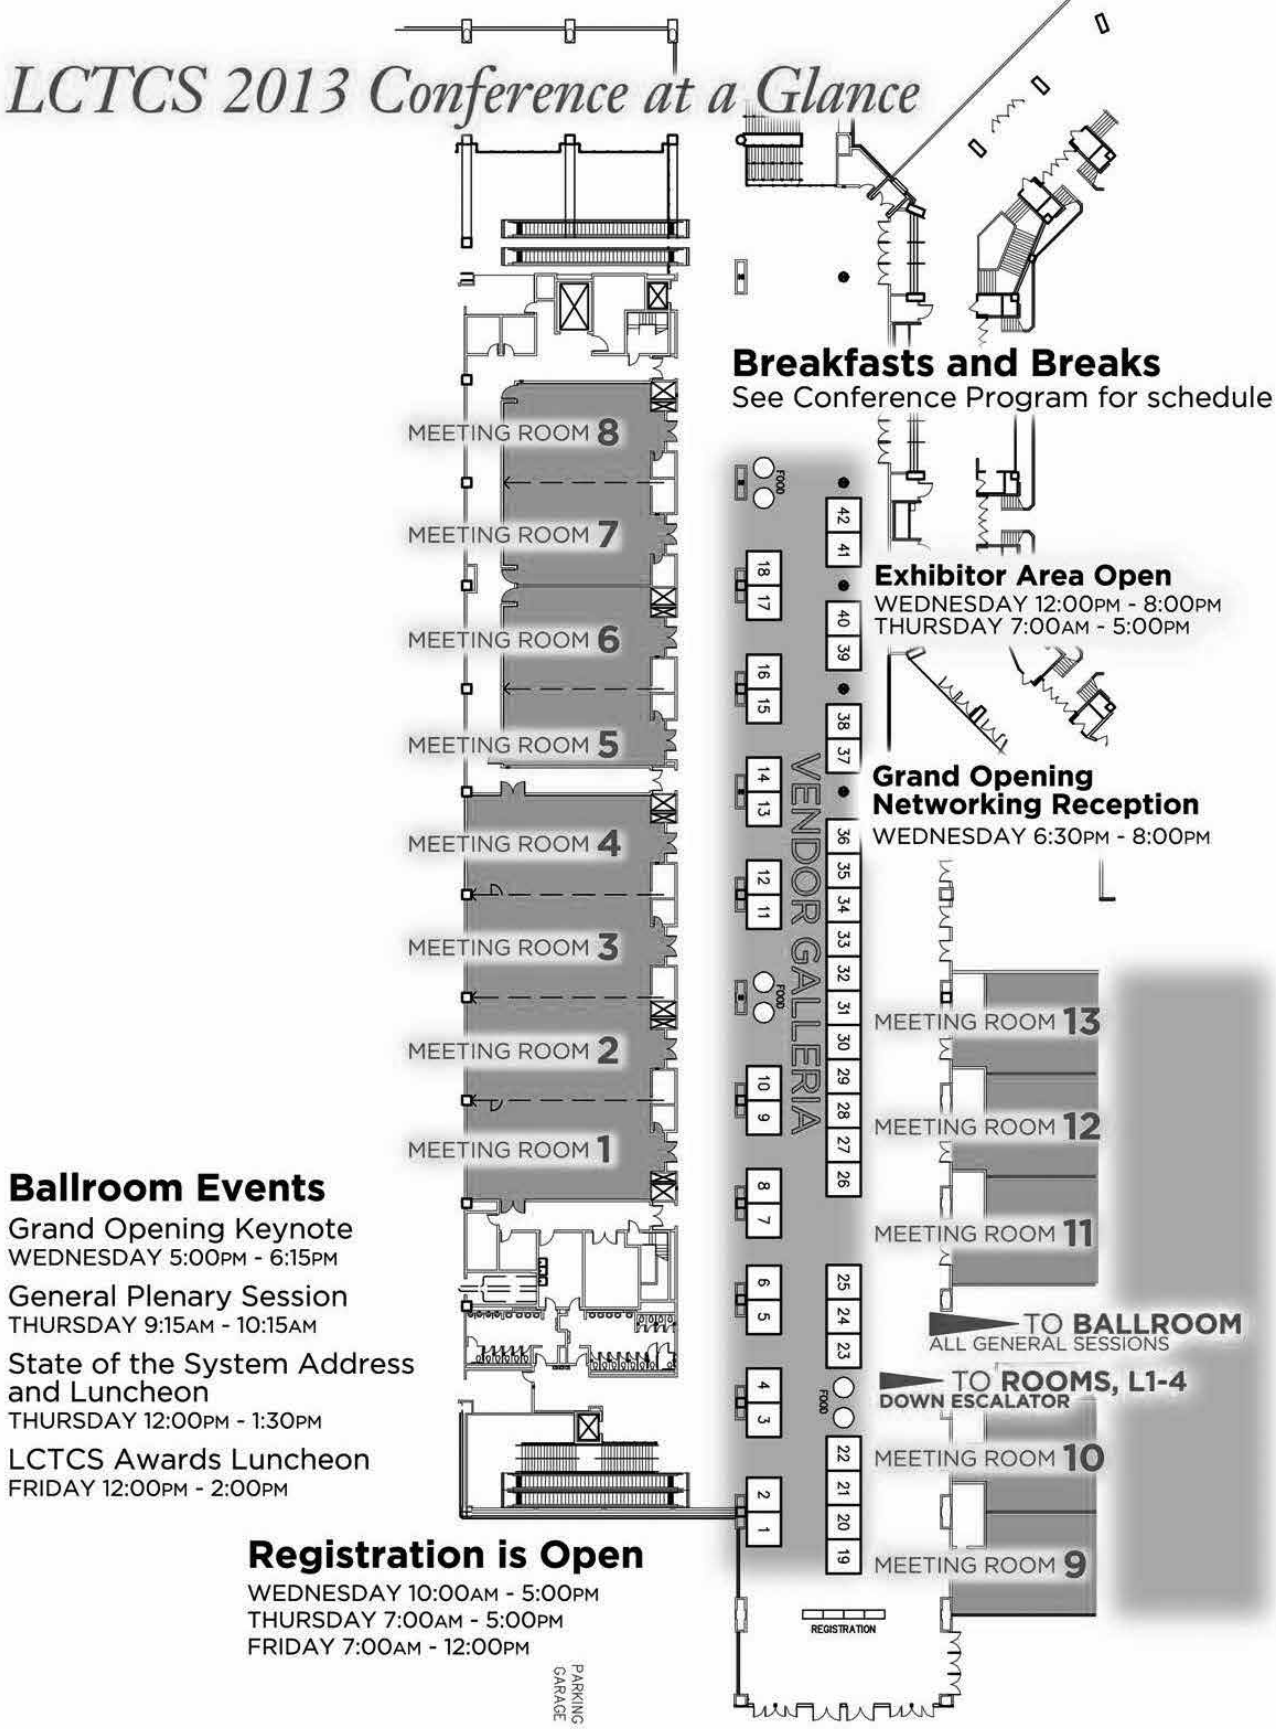 LCTCS 2013 Conference at a Glance
Breakfasts and Breaks
See Conference Program for schedule
MEETING ROOM 8
MEETING ROOM 7
MEETING ROOM 6
MEETING ROOM 5
MEETING ROOM 4
MEETING ROOM 3
MEETING ROOM 2
MEETING ROOM 1
FOOD
18
17
16
15
14
13
12
11
FOOD
10
9
8
7
6
5
4
3
2
1
VENDOR GALLERIA
42
41
40
39
38
37
36
35
34
33
32
31
30
29
28
27
26
25
24
23
FOOD
22
21
20
19
REGISTRATION
Exhibitor Area Open
WEDNESDAY 12:00PM - 8:00PM
THURSDAY 7:00AM - 5:00PM
Grand Opening
Networking Reception
WEDNESDAY 6:30PM - 8:00PM
MEETING ROOM 13
MEETING ROOM 12
MEETING ROOM 11
TO BALLROOM
ALL GENERAL SESSIONS
TO ROOMS, L1-4
DOWN ESCALATOR
MEETING ROOM 10
MEETING ROOM 9
Ballroom Events
Grand Opening Keynote
WEDNESDAY 5:00PM - 6:15PM
General Plenary Session
THURSDAY 9:15AM - 10:15AM
State of the System Address
and Luncheon
THURSDAY 12:00PM - 1:30PM
LCTCS Awards Luncheon
FRIDAY 12:00PM - 2:00PM
Registration is Open
WEDNESDAY 10:00AM - 5:00PM
THURSDAY 7:00AM - 5:00PM
FRIDAY 7:00AM - 12:00PM
PARKING
GARAGE